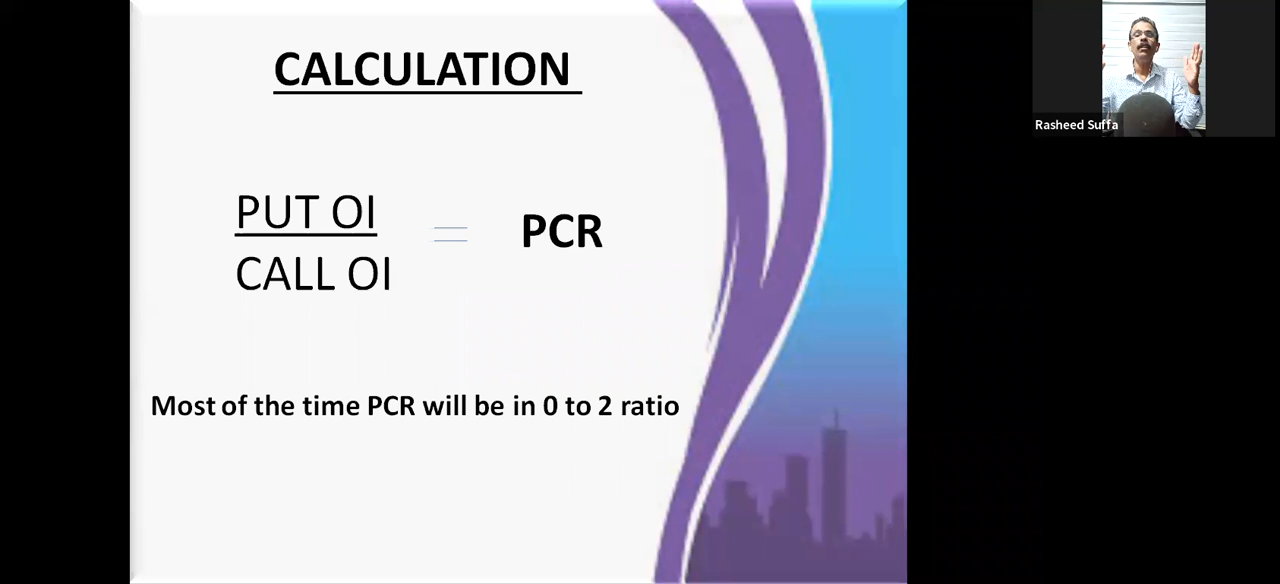 CALCULATION
PUT OI
CALL OI
= PCR
Most of the time PCR will be in 0 to 2 ratio
Rasheed Suffa